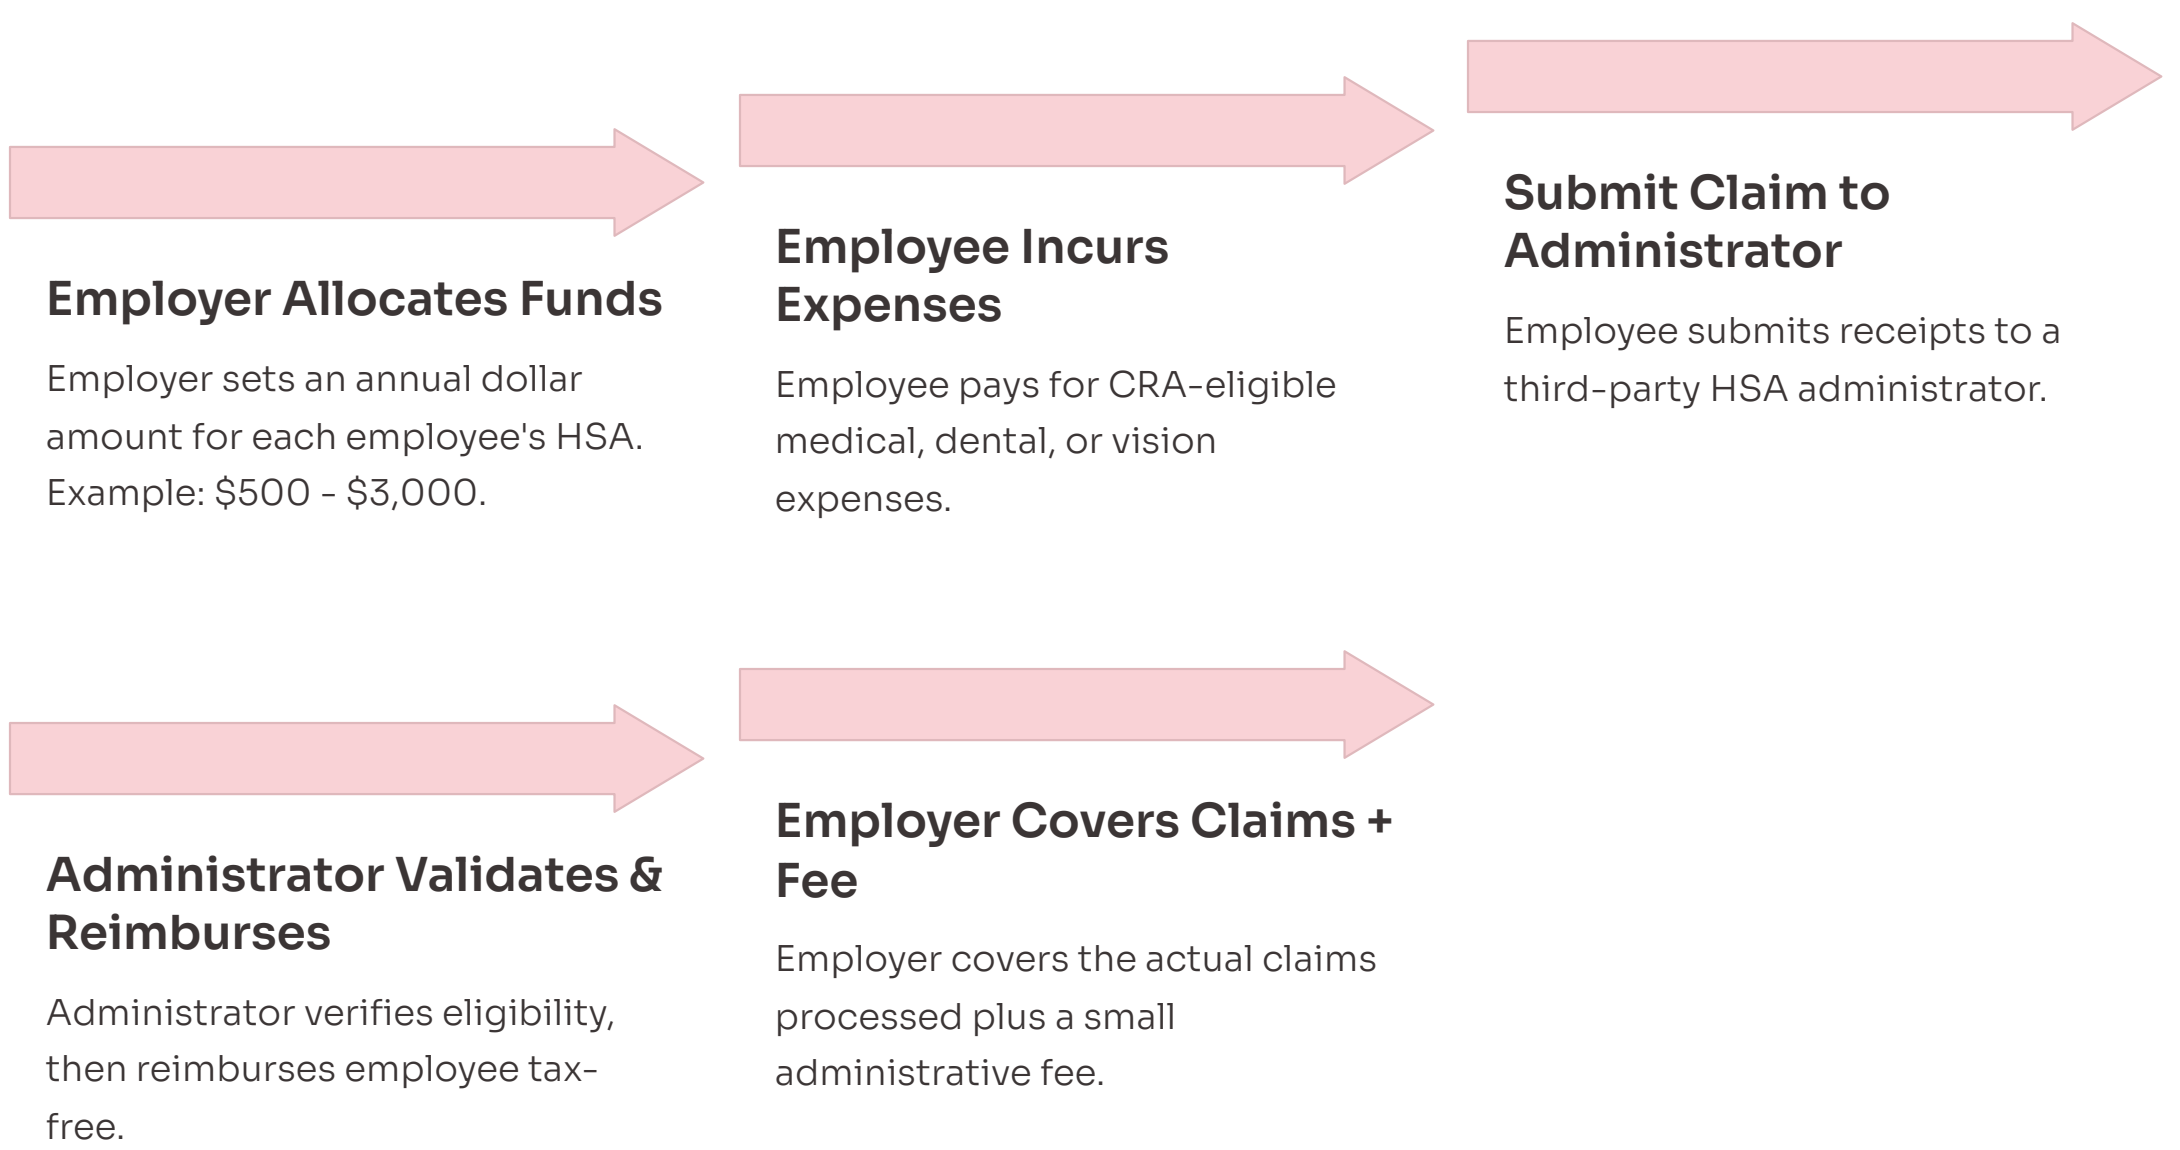 Employer Allocates Funds
Employer sets an annual dollar
amount for each employee's HSA.
Example: $500 - $3,000.
Employee Incurs
Expenses
Employee pays for CRA-eligible
medical, dental, or vision
expenses.
Submit Claim to
Administrator
Employee submits receipts to a
third-party HSA administrator.
Administrator Validates &
Reimburses
Administrator verifies eligibility,
then reimburses employee tax-
free.
Employer Covers Claims +
Fee
Employer covers the actual claims
processed plus a small
administrative fee.